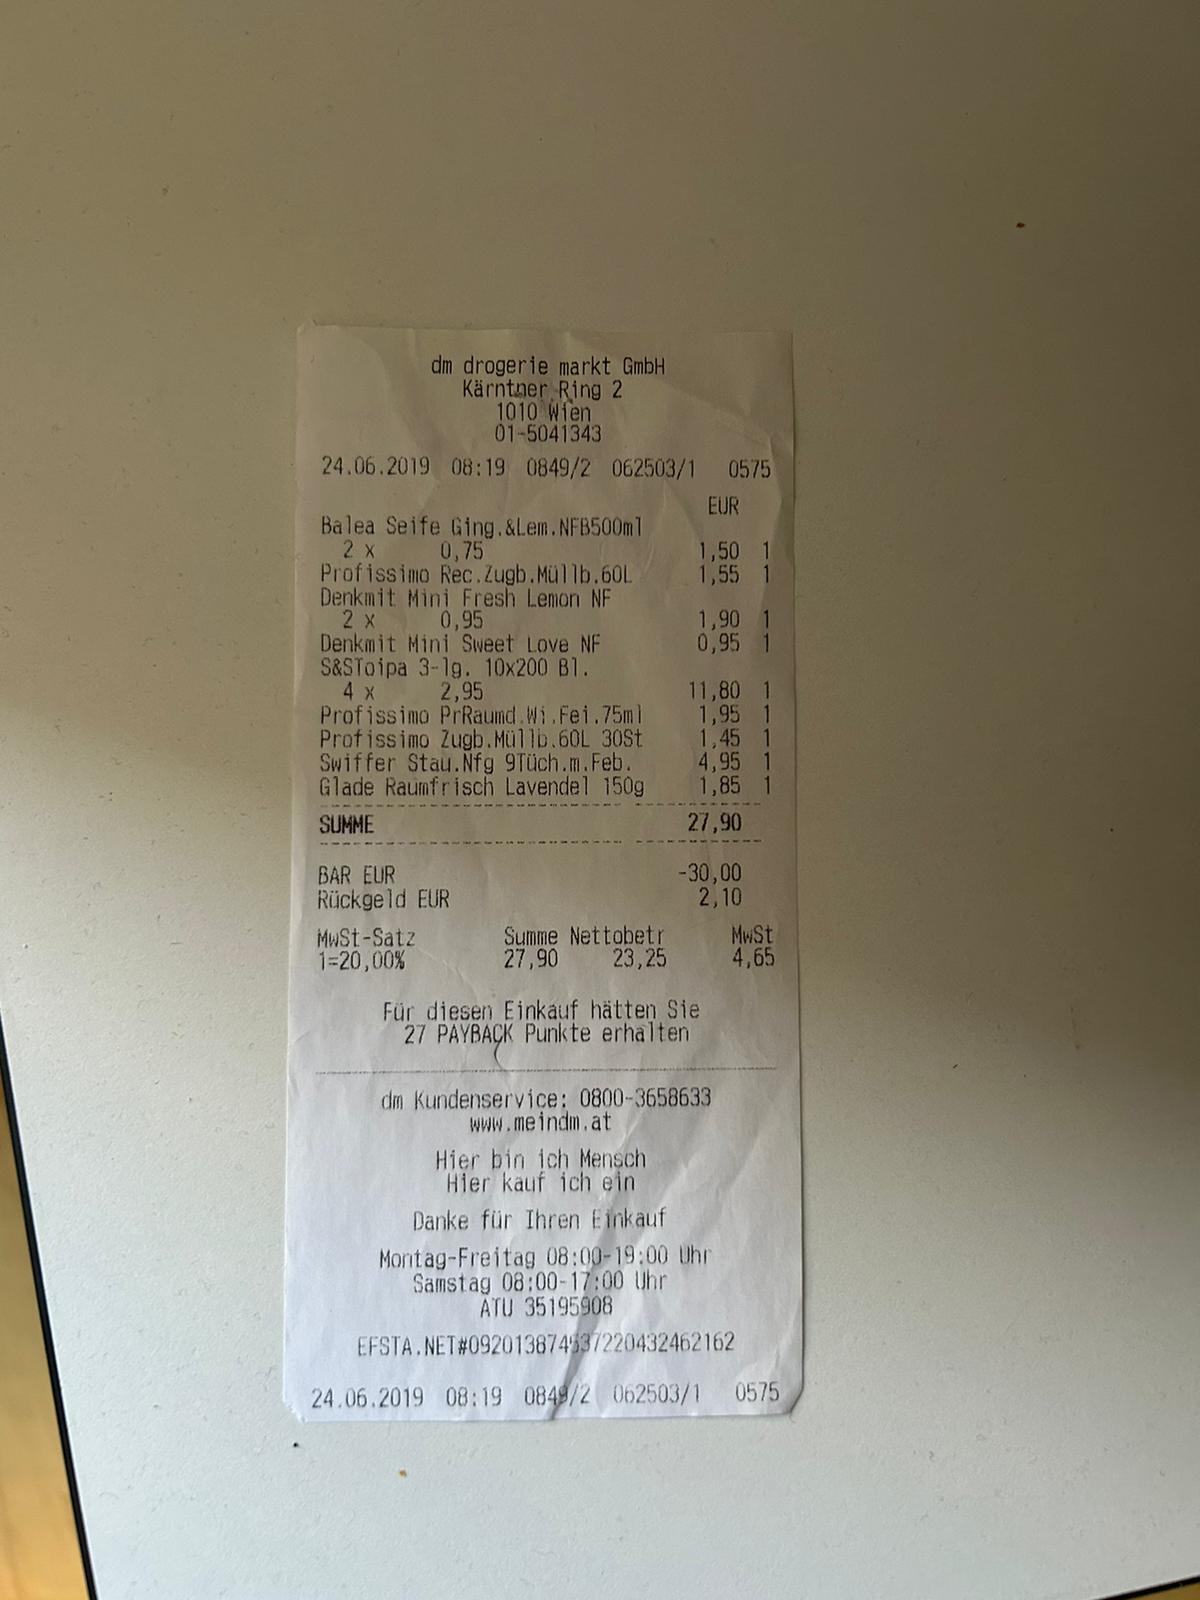 dm drogerie markt GmbH
Kärntner Ring 2
1010 Wien
01-5041343
24.06.2019 08:19 0849/2 062503/1 0575
EUR
Balea Seife Ging.&Lem.NFB500ml
2 x 0,75 1,50 1
Profissimo Rec.Zugb.Müllb.60L 1,55 1
Denkmit Mini Fresh Lemon NF
2 x 0,95 1,90 1
Denkmit Mini Sweet Love NF 0,95 1
S&SToipa 3-lg. 10x200 Bl.
4 x 2,95 11,80 1
Profissimo PrRaumd.Wi.Fei.75ml 1,95 1
Profissimo Zugb.Müllb.60L 30St 1,45 1
Swiffer Stau.Nfg 9Tüch.m.Feb. 4,95 1
Glade Raumfrisch Lavendel 150g 1,85 1
SUMME 27,90
BAR EUR -30,00
Rückgeld EUR 2,10
MwSt-Satz Summe Nettobetr MwSt
1=20,00% 27,90 23,25 4,65
Für diesen Einkauf hätten Sie
27 PAYBACK Punkte erhalten
dm Kundenservice: 0800-3658633
www.meindm.at
Hier bin ich Mensch
Hier kauf ich ein
Danke für Ihren Einkauf
Montag-Freitag 08:00-19:00 Uhr
Samstag 08:00-17:00 Uhr
ATU 35195908
EFSTA.NET#092013874537220432462162
24.06.2019 08:19 0849/2 062503/1 0575